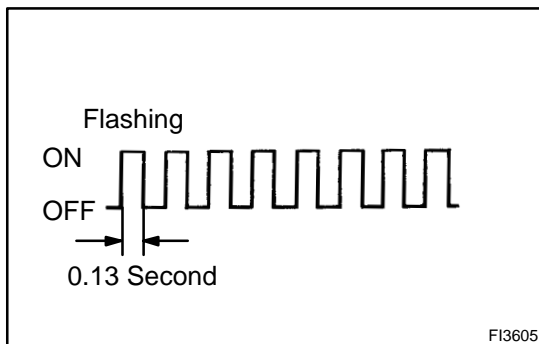 Flashing
ON
OFF
0.13 Second
FI3605